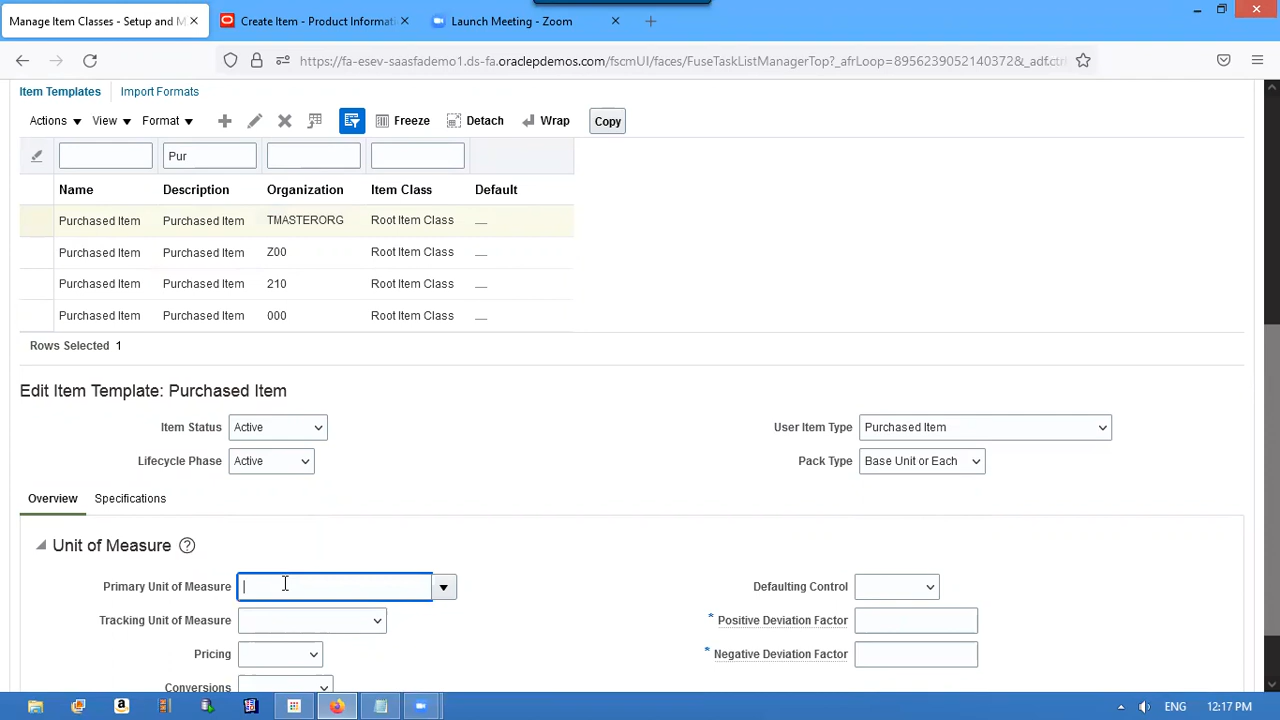 Manage Item Classes - Setup and M
Create Item - Product Informati
Launch Meeting - Zoom
https://fa-esev-saasfademo1.ds-fa.oraclepdemos.com/fscmUI/faces/FuseTaskListManagerTop?_afrLoop=8956239052140372&_adf.ctrl
Item Templates Import Formats
Actions View Format Freeze Detach Wrap Copy
Pur
Name Description Organization Item Class Default
Purchased Item Purchased Item TMASTERORG Root Item Class
Purchased Item Purchased Item Z00 Root Item Class
Purchased Item Purchased Item 210 Root Item Class
Purchased Item Purchased Item 000 Root Item Class
Rows Selected 1
Edit Item Template: Purchased Item
Item Status Active User Item Type Purchased Item
Lifecycle Phase Active Pack Type Base Unit or Each
Overview Specifications
Unit of Measure ?
Primary Unit of Measure Defaulting Control
Tracking Unit of Measure * Positive Deviation Factor
Pricing * Negative Deviation Factor
Conversions
ENG 12:17 PM